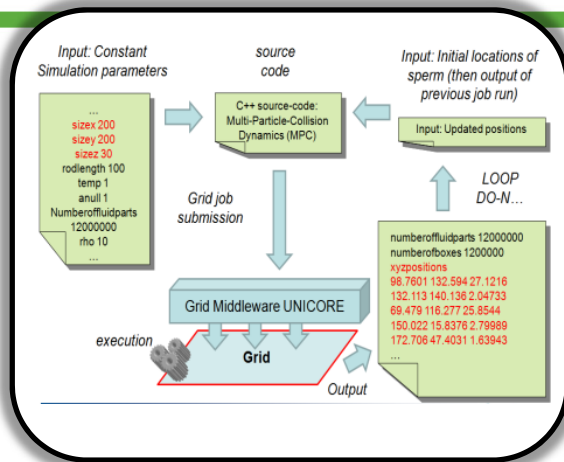 Input: Constant
Simulation parameters
source
code
Input: Initial locations of
sperm (then output of
previous job run)
...
sizex 200
sizey 200
sizez 30
rodlength 100
temp 1
anull 1
Numberoffluidparts
12000000
rho 10
...
C++ source-code:
Multi-Particle-Collision
Dynamics (MPC)
Input: Updated positions
Grid job
submission
LOOP
DO-N...
numberoffluidparts 12000000
numberofboxes 1200000
xyzpositions
98.7601 132.594 27.1216
132.113 140.136 2.04733
69.479 116.277 25.8544
150.022 15.8376 2.79989
172.706 47.4031 1.63943
...
Grid Middleware UNICORE
execution
Grid
Output